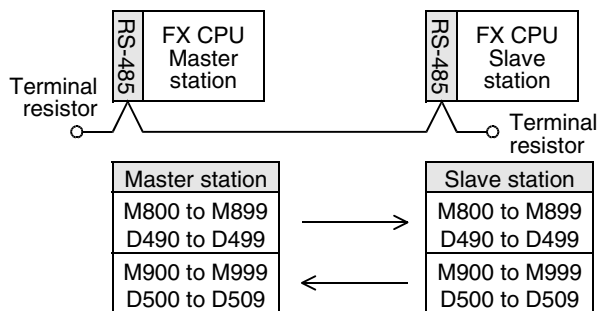 RS-485
FX CPU
Master
station
RS-485
FX CPU
Slave
station
Terminal
resistor
Terminal
resistor
Master station
M800 to M899
D490 to D499
M900 to M999
D500 to D509
Slave station
M800 to M899
D490 to D499
M900 to M999
D500 to D509